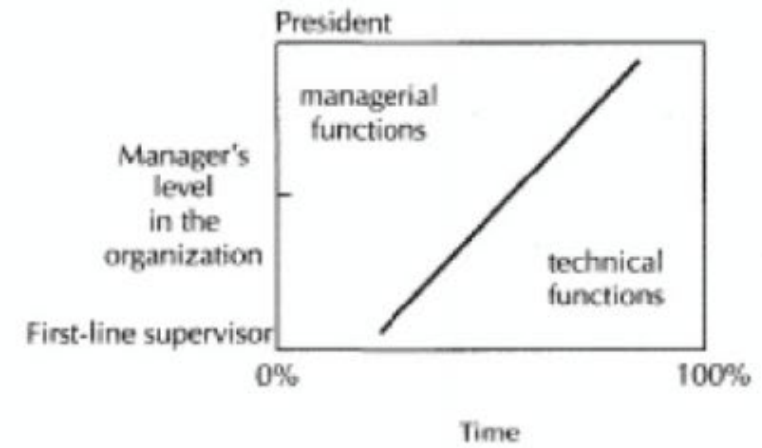 President
managerial
functions
Manager's
level
in the
organization
technical
functions
First-line supervisor
0%
100%
Time